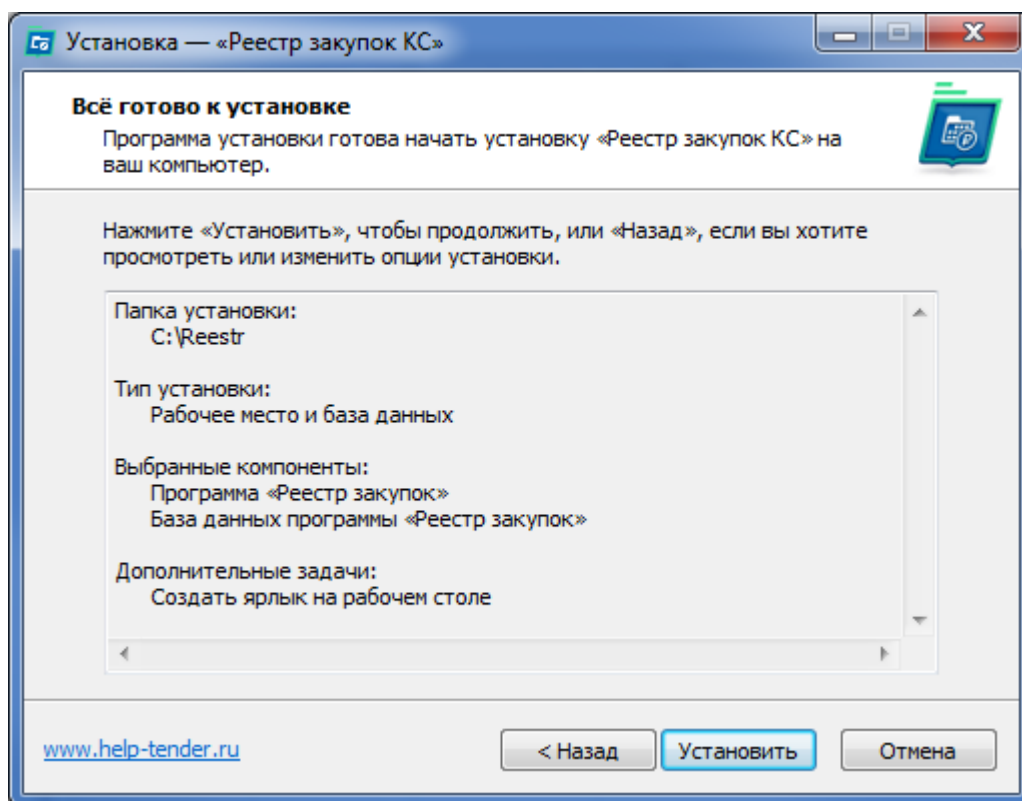 Установка — «Реестр закупок КС»
Всё готово к установке
Программа установки готова начать установку «Реестр закупок КС» на
ваш компьютер.
Нажмите «Установить», чтобы продолжить, или «Назад», если вы хотите
просмотреть или изменить опции установки.
Папка установки:
C:\Reestr
Тип установки:
Рабочее место и база данных
Выбранные компоненты:
Программа «Реестр закупок»
База данных программы «Реестр закупок»
Дополнительные задачи:
Создать ярлык на рабочем столе
www.help-tender.ru
< Назад
Установить
Отмена